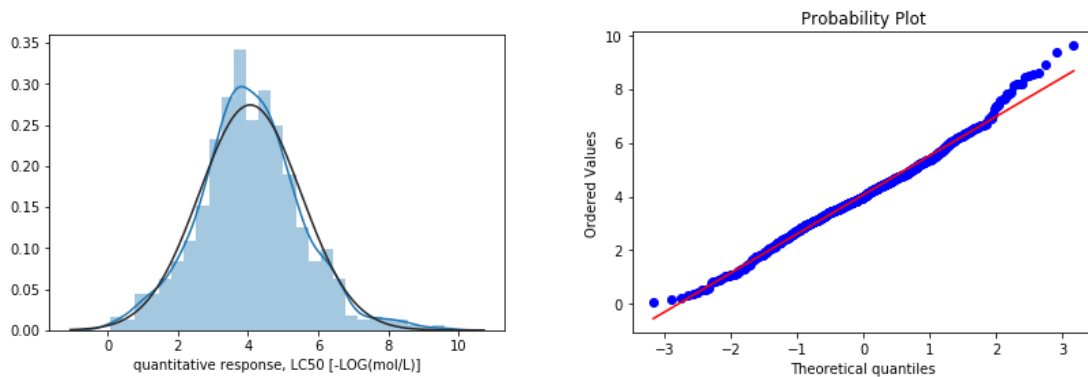 0.35
0.30
0.25
0.20
0.15
0.10
0.05
0.00
0 2 4 6 8 10
quantitative response, LC50 [-LOG(mol/L)]
Probability Plot
10
8
6
4
2
0
Ordered Values
−3 −2 −1 0 1 2 3
Theoretical quantiles